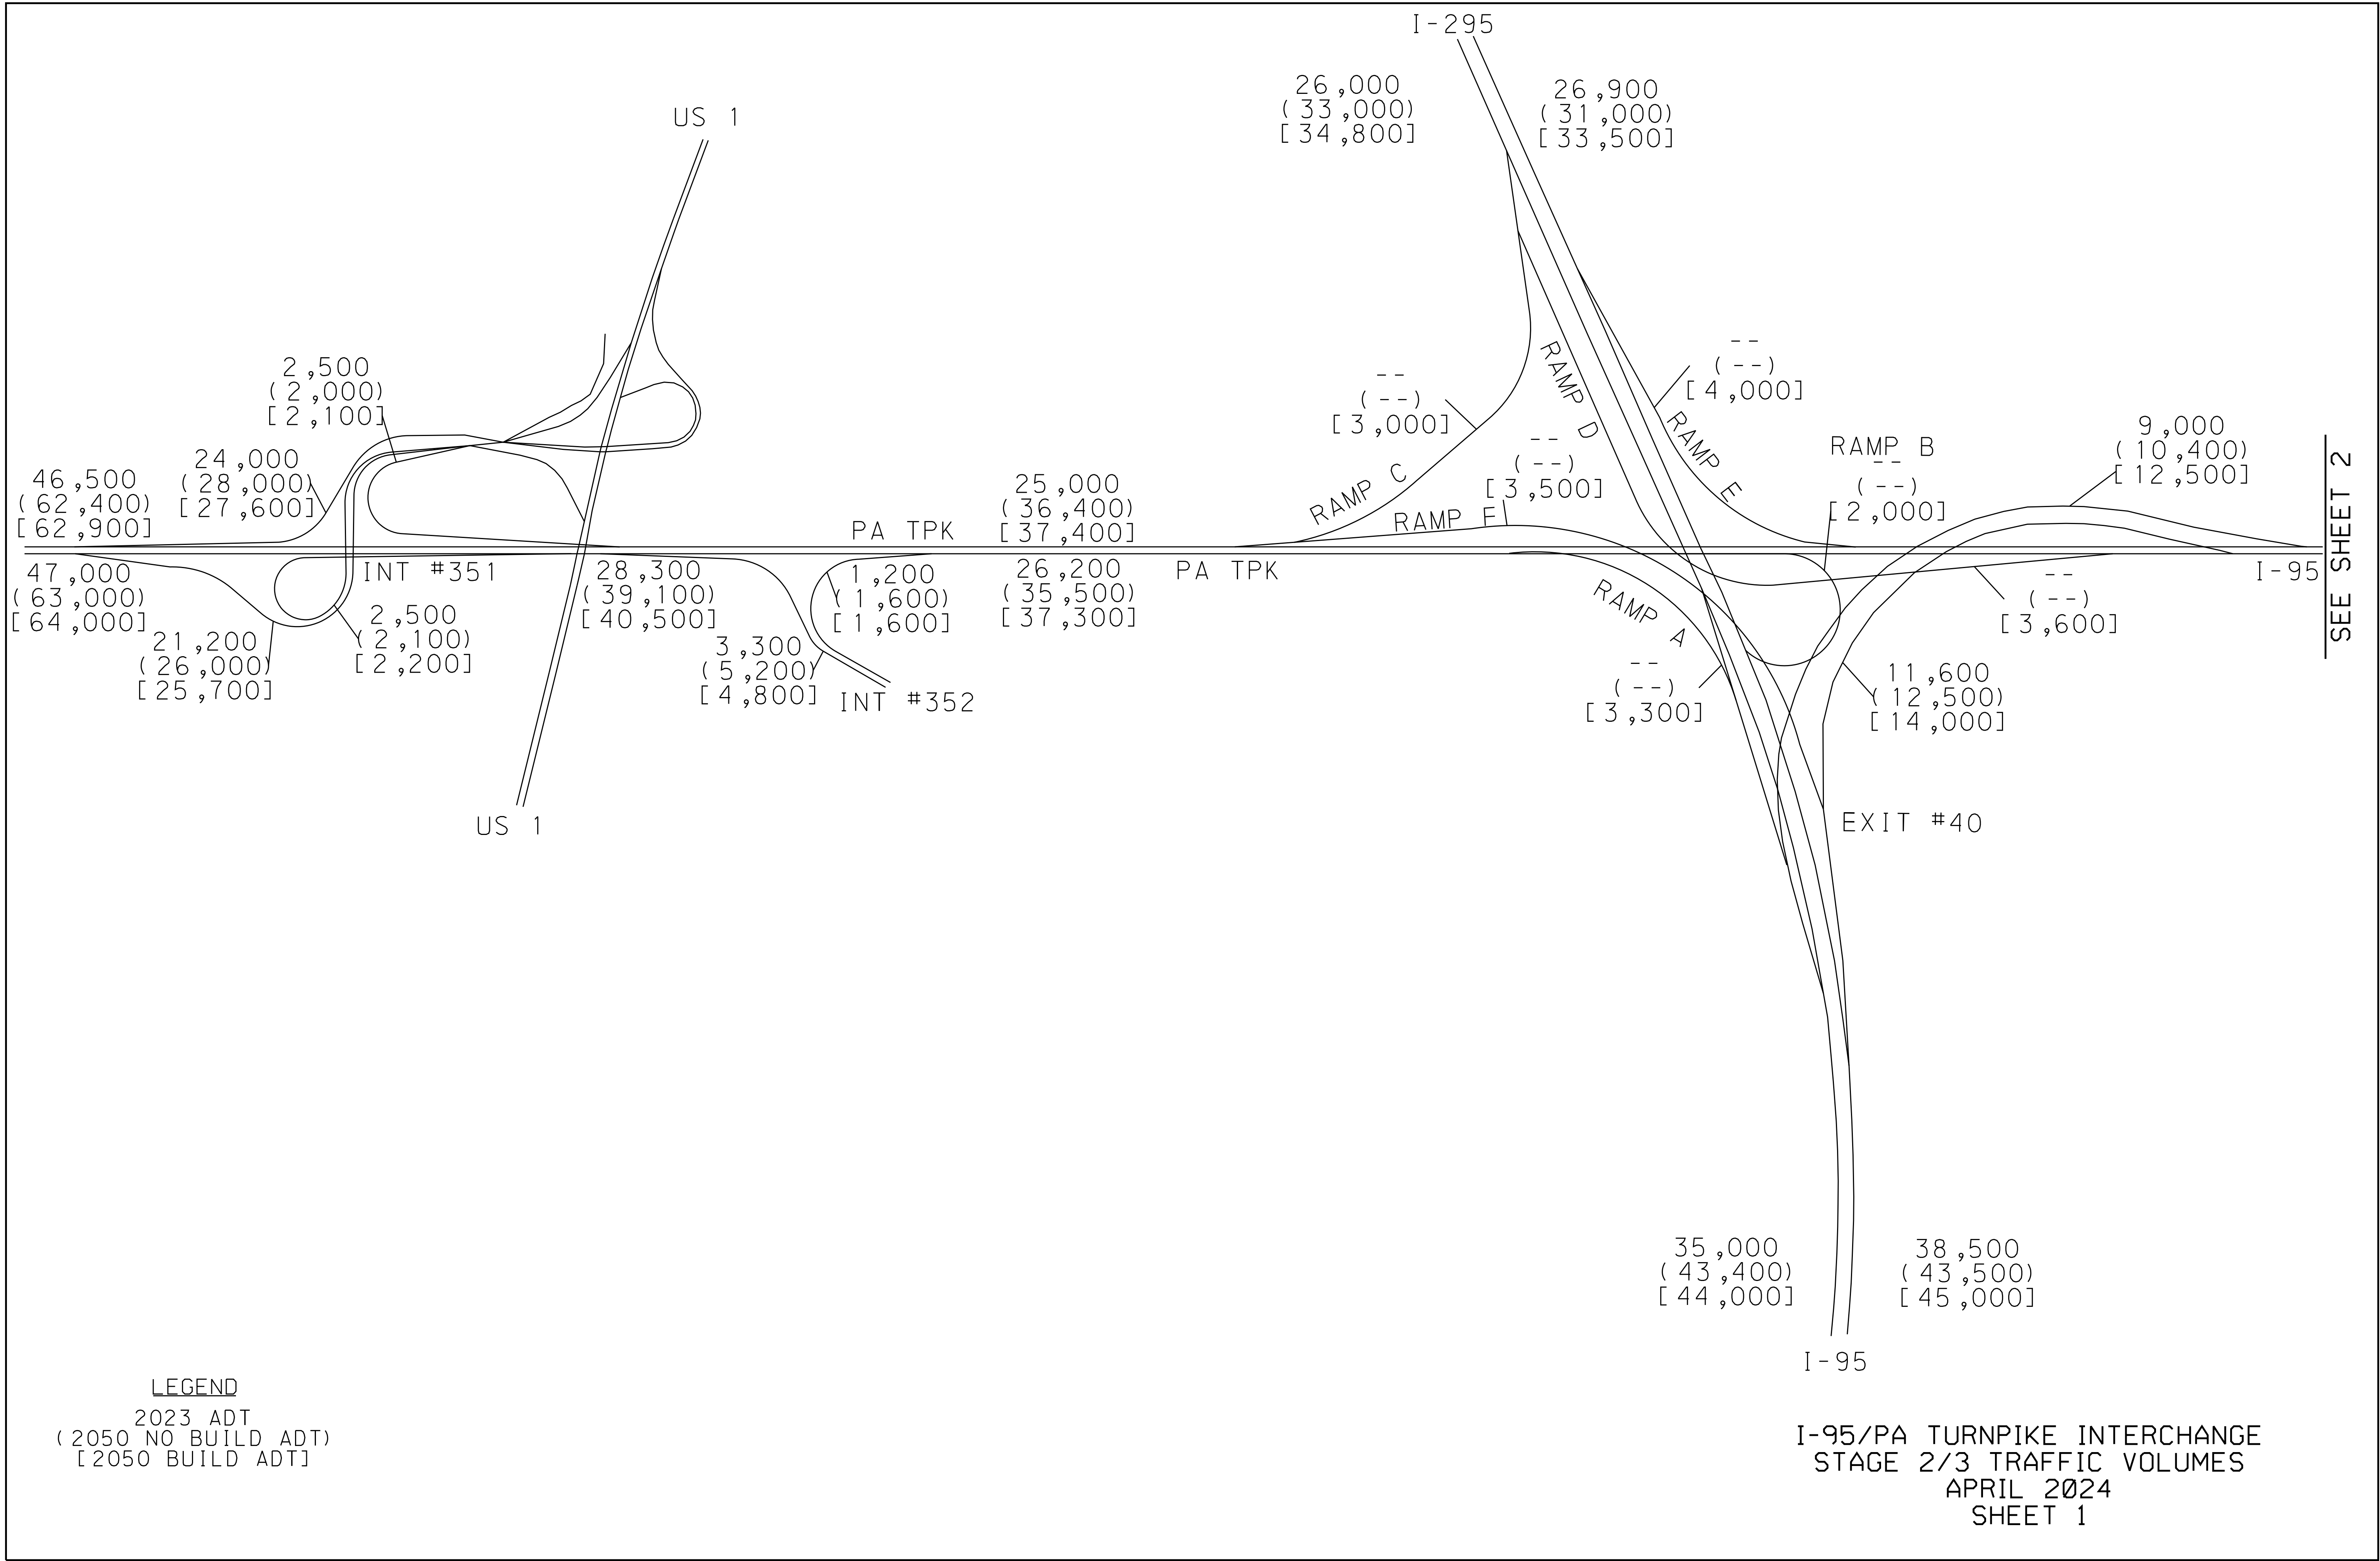 I-295
26,000
(33,000)
[34,800]
26,900
(31,000)
[33,500]
US 1
2,500
(2,000)
[2,100]
24,000
(28,000)
[27,600]
46,500
(62,400)
[62,900]
47,000
(63,000)
[64,000]
21,200
(26,000)
[25,700]
INT #351
2,500
(2,100)
[2,200]
28,300
(39,100)
[40,500]
US 1
PA TPK
25,000
(36,400)
[37,400]
1,200
(1,600)
[1,600]
3,300
(5,200)
[4,800]
INT #352
26,200
(35,500)
[37,300]
PA TPK
--
(--)
[3,000]
RAMP C
RAMP D
--
(--)
[3,500]
RAMP F
--
(--)
[4,000]
RAMP E
RAMP B
--
(--)
[2,000]
9,000
(10,400)
[12,500]
SEE SHEET 2
I-95
--
(--)
[3,600]
RAMP A
--
(--)
[3,300]
11,600
(12,500)
[14,000]
EXIT #40
35,000
(43,400)
[44,000]
38,500
(43,500)
[45,000]
I-95
LEGEND
2023 ADT
(2050 NO BUILD ADT)
[2050 BUILD ADT]
I-95/PA TURNPIKE INTERCHANGE
STAGE 2/3 TRAFFIC VOLUMES
APRIL 2024
SHEET 1